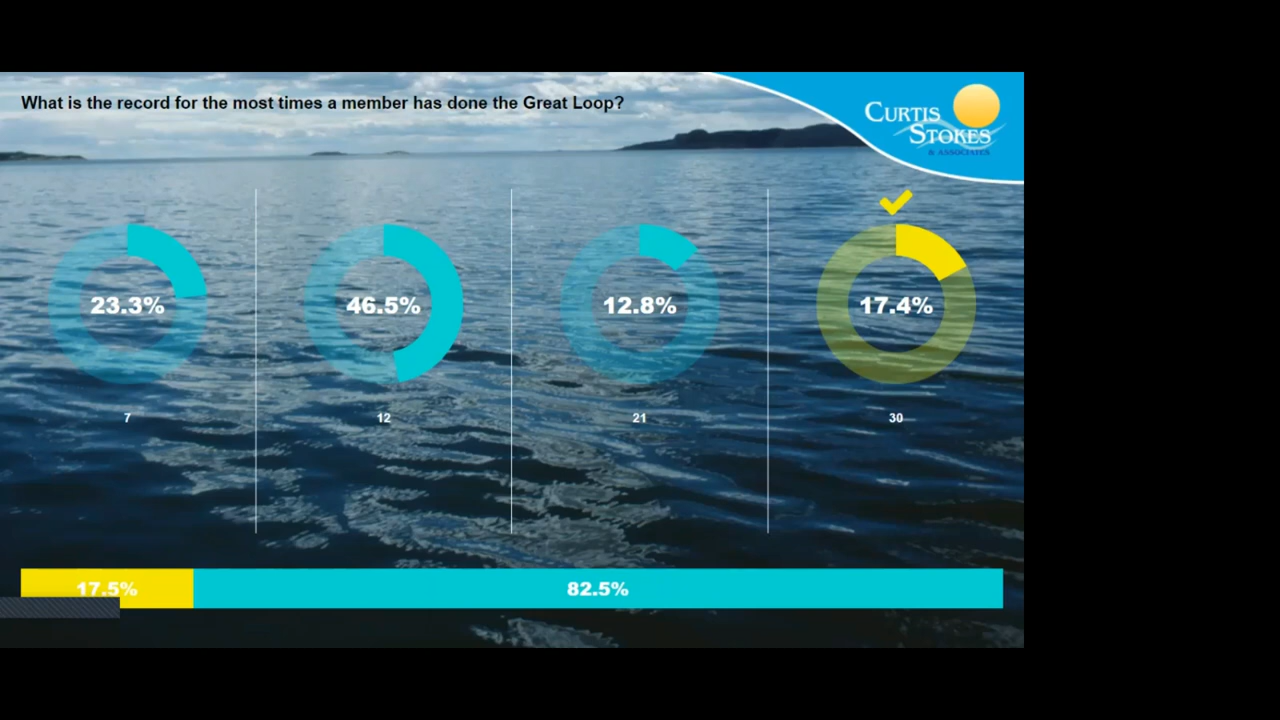 What is the record for the most times a member has done the Great Loop?
CURTIS
STOKES
& ASSOCIATES
23.3%
46.5%
12.8%
17.4%
7
12
21
30
17.5%
82.5%